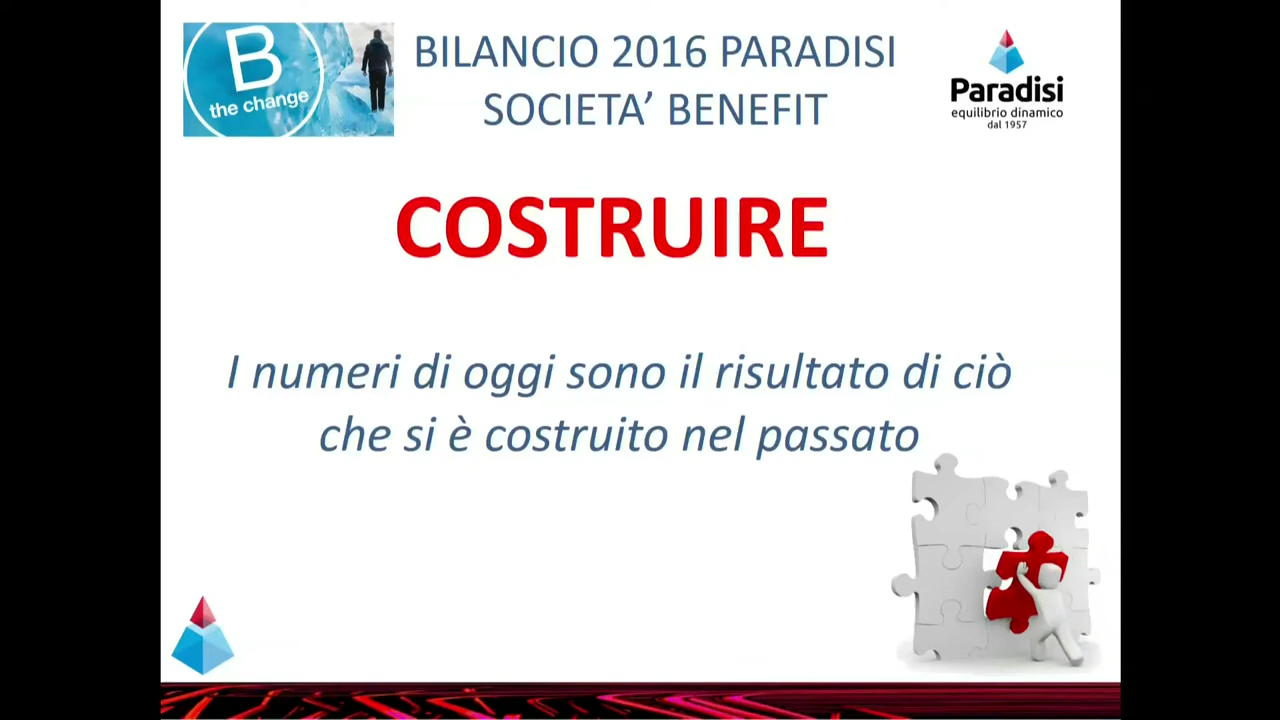 B
the change
BILANCIO 2016 PARADISI
SOCIETA’ BENEFIT
Paradisi
equilibrio dinamico
dal 1957
COSTRUIRE
I numeri di oggi sono il risultato di ciò
che si è costruito nel passato